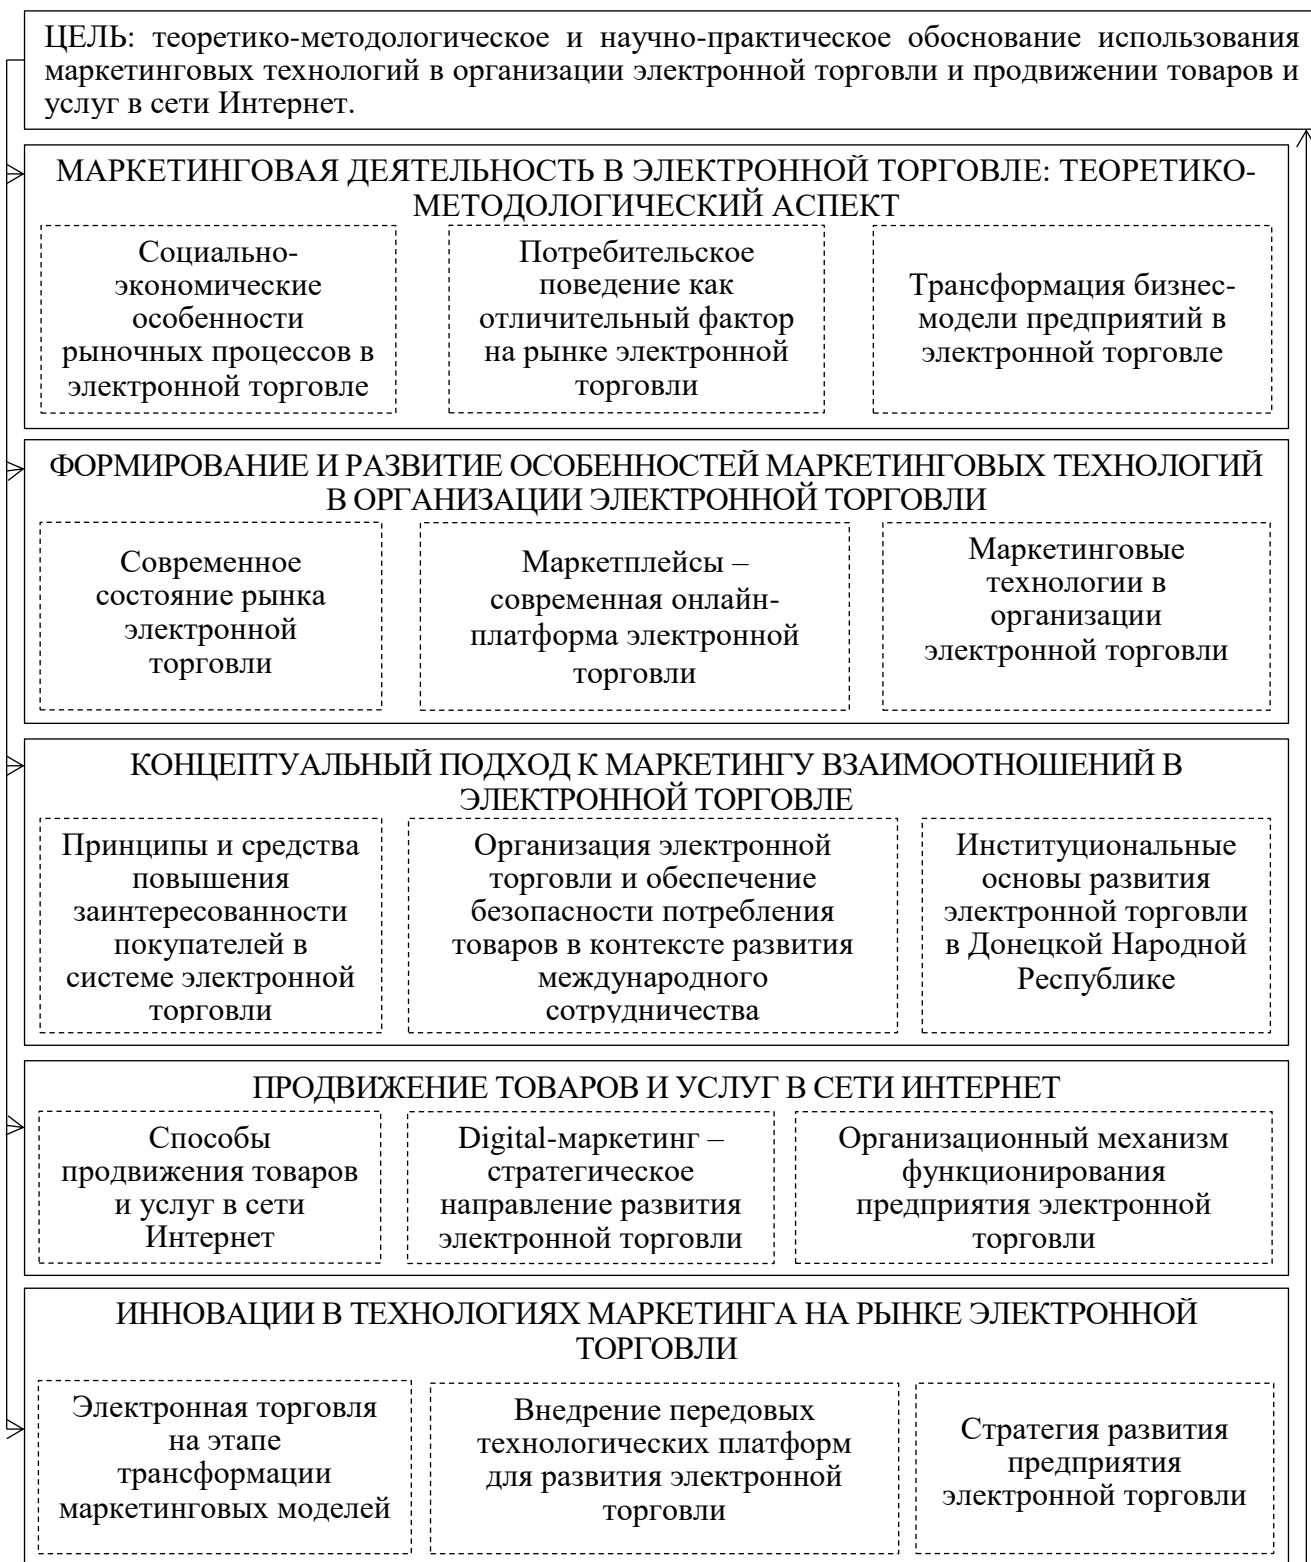 ЦЕЛЬ: теоретико-методологическое и научно-практическое обоснование использования
маркетинговых технологий в организации электронной торговли и продвижении товаров и
услуг в сети Интернет.
МАРКЕТИНГОВАЯ ДЕЯТЕЛЬНОСТЬ В ЭЛЕКТРОННОЙ ТОРГОВЛЕ: ТЕОРЕТИКО-
МЕТОДОЛОГИЧЕСКИЙ АСПЕКТ
Социально-
экономические
особенности
рыночных процессов в
электронной торговле
Потребительское
поведение как
отличительный фактор
на рынке электронной
торговли
Трансформация бизнес-
модели предприятий в
электронной торговле
ФОРМИРОВАНИЕ И РАЗВИТИЕ ОСОБЕННОСТЕЙ МАРКЕТИНГОВЫХ ТЕХНОЛОГИЙ
В ОРГАНИЗАЦИИ ЭЛЕКТРОННОЙ ТОРГОВЛИ
Современное
состояние рынка
электронной
торговли
Маркетплейсы –
современная онлайн-
платформа электронной
торговли
Маркетинговые
технологии в
организации
электронной торговли
КОНЦЕПТУАЛЬНЫЙ ПОДХОД К МАРКЕТИНГУ ВЗАИМООТНОШЕНИЙ В
ЭЛЕКТРОННОЙ ТОРГОВЛЕ
Принципы и средства
повышения
заинтересованности
покупателей в
системе электронной
торговли
Организация электронной
торговли и обеспечение
безопасности потребления
товаров в контексте развития
международного
сотрудничества
Институциональные
основы развития
электронной торговли
в Донецкой Народной
Республике
ПРОДВИЖЕНИЕ ТОВАРОВ И УСЛУГ В СЕТИ ИНТЕРНЕТ
Способы
продвижения товаров
и услуг в сети
Интернет
Digital-маркетинг –
стратегическое
направление развития
электронной торговли
Организационный механизм
функционирования
предприятия электронной
торговли
ИННОВАЦИИ В ТЕХНОЛОГИЯХ МАРКЕТИНГА НА РЫНКЕ ЭЛЕКТРОННОЙ
ТОРГОВЛИ
Электронная торговля
на этапе
трансформации
маркетинговых моделей
Внедрение передовых
технологических платформ
для развития электронной
торговли
Стратегия развития
предприятия
электронной торговли